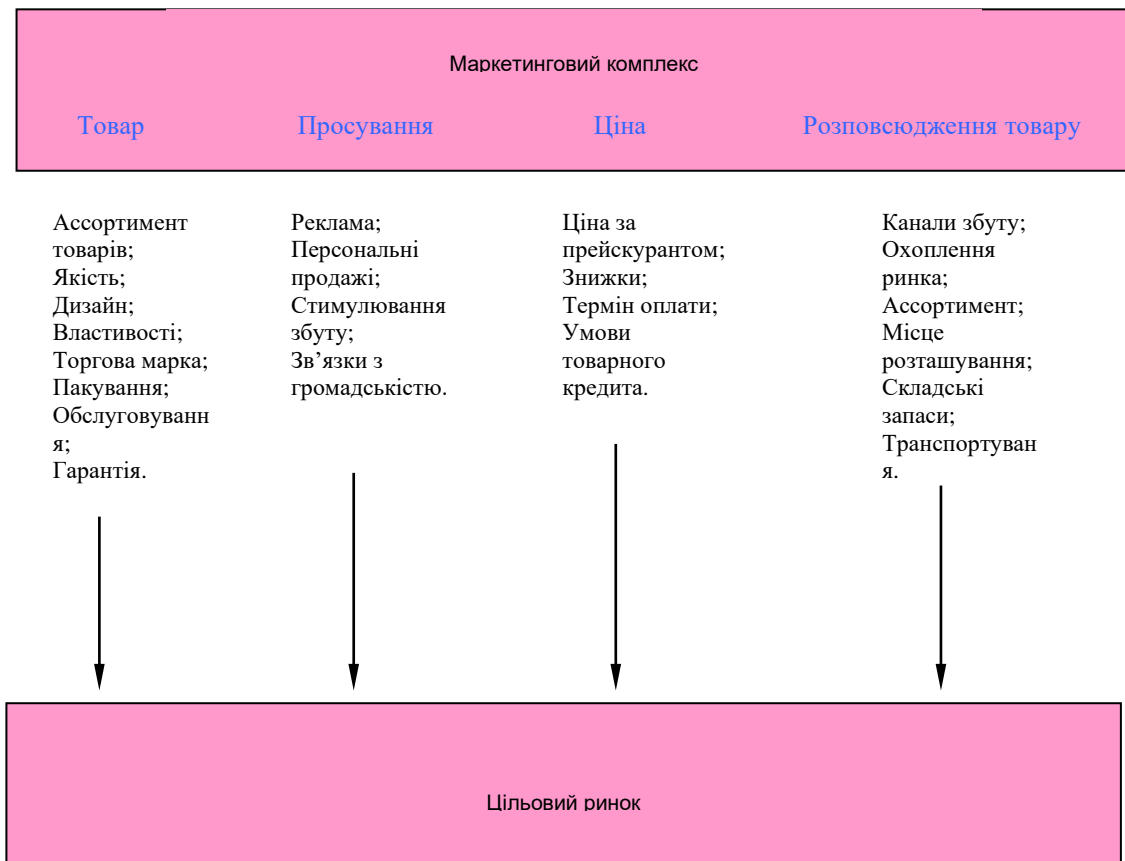 Маркетинговий комплекс
Товар
Просування
Ціна
Розповсюдження товару
Ассортимент
товарів;
Якість;
Дизайн;
Властивості;
Торгова марка;
Пакування;
Обслуговуванн
я;
Гарантія.
Реклама;
Персональні
продажі;
Стимулювання
збуту;
Зв’язки з
громадськістю.
Ціна за
прейскурантом;
Знижки;
Термін оплати;
Умови
товарного
кредита.
Канали збуту;
Охоплення
ринка;
Ассортимент;
Місце
розташування;
Складські
запаси;
Транспортуван
я.
Цільовий ринок